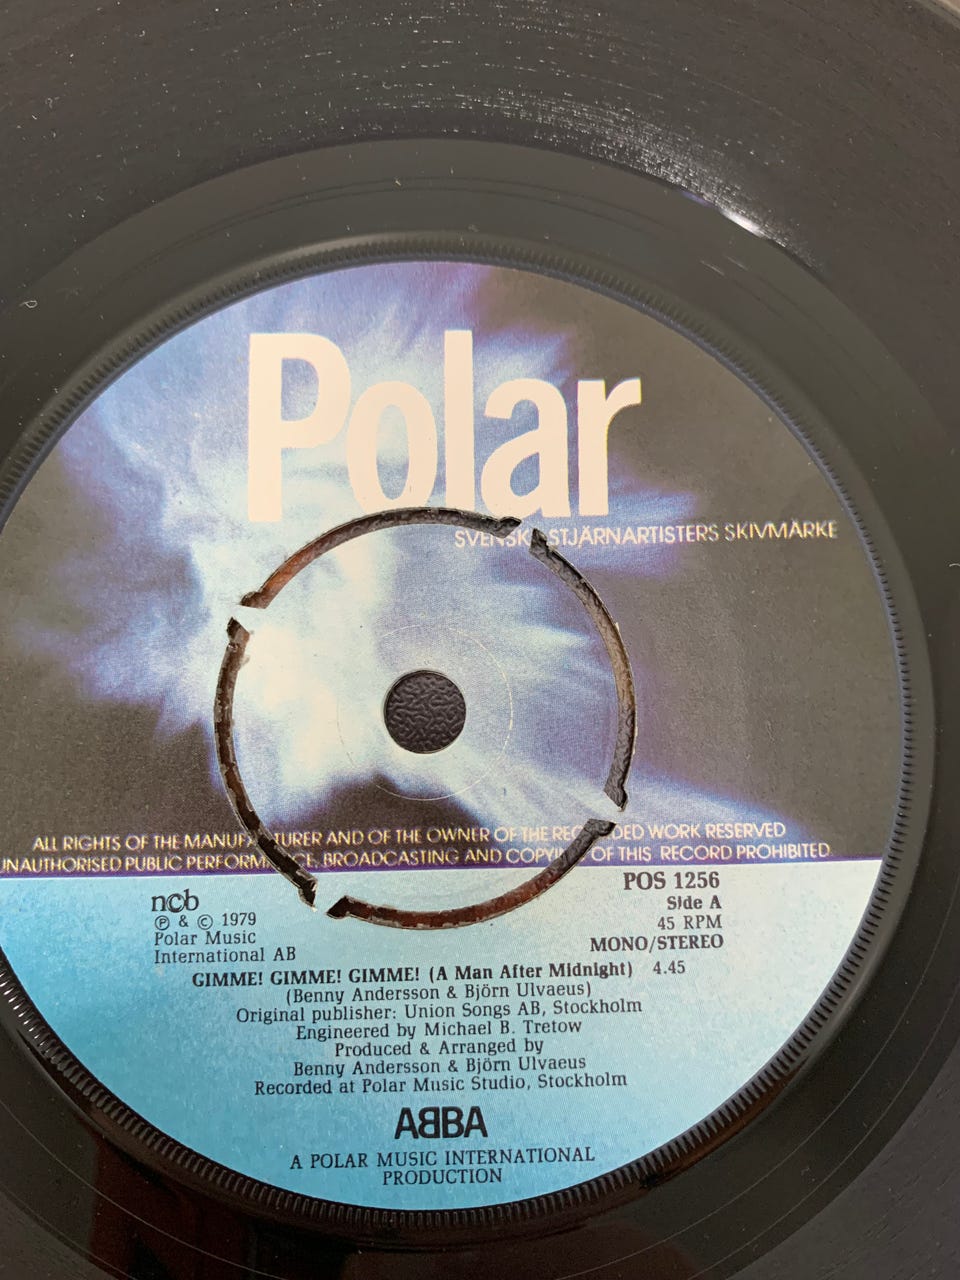 Polar
SVENSK STJÄRNARTISTERS SKIVMÄRKE
ALL RIGHTS OF THE MANUFACTURER AND OF THE OWNER OF THE RECORDED WORK RESERVED
UNAUTHORISED PUBLIC PERFORMANCE, BROADCASTING AND COPYING OF THIS RECORD PROHIBITED
ncb
Ⓟ & © 1979
Polar Music
International AB
POS 1256
Side A
45 RPM
MONO/STEREO
GIMME! GIMME! GIMME! (A Man After Midnight) 4.45
(Benny Andersson & Björn Ulvaeus)
Original publisher: Union Songs AB, Stockholm
Engineered by Michael B. Tretow
Produced & Arranged by
Benny Andersson & Björn Ulvaeus
Recorded at Polar Music Studio, Stockholm
ABBA
A POLAR MUSIC INTERNATIONAL
PRODUCTION